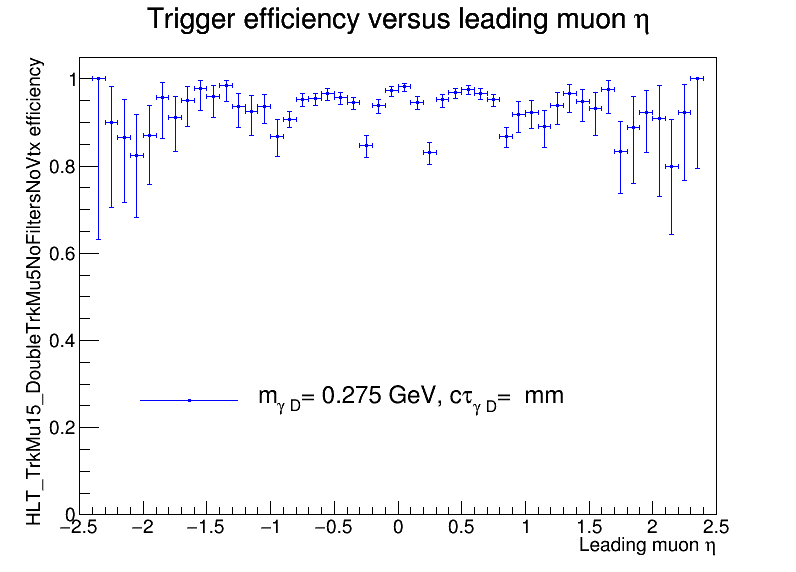 Trigger efficiency versus leading muon η
HLT_TrkMu15_DoubleTrkMu5NoFiltersNoVtx efficiency
1
0.8
0.6
0.4
0.2
0
m_γ D= 0.275 GeV, cτ_γ D=  mm
−2.5 −2 −1.5 −1 −0.5 0 0.5 1 1.5 2 2.5
Leading muon η